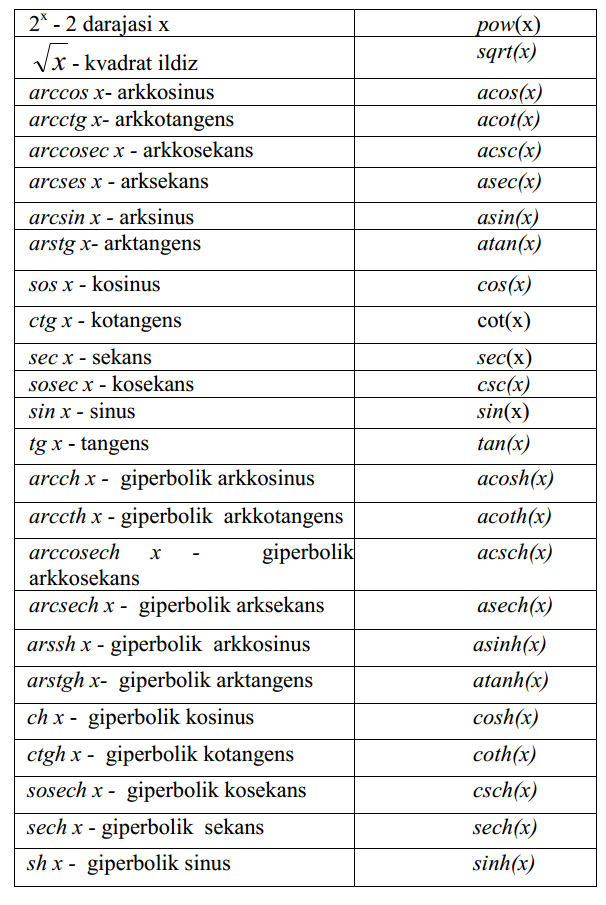 2ˣ - 2 darajasi x pow(x)
√x - kvadrat ildiz sqrt(x)
arccos x- arkkosinus acos(x)
arcctg x- arkkotangens acot(x)
arccosec x - arkkosekans acsc(x)
arcses x - arksekans asec(x)
arcsin x - arksinus asin(x)
arstg x- arktangens atan(x)
sos x - kosinus cos(x)
ctg x - kotangens cot(x)
sec x - sekans sec(x)
sosec x - kosekans csc(x)
sin x - sinus sin(x)
tg x - tangens tan(x)
arcch x - giperbolik arkkosinus acosh(x)
arccth x - giperbolik arkkotangens acoth(x)
arccosech x - giperbolik acsch(x)
arkkosekans
arcsech x - giperbolik arksekans asech(x)
arssh x - giperbolik arkkosinus asinh(x)
arstgh x- giperbolik arktangens atanh(x)
ch x - giperbolik kosinus cosh(x)
ctgh x - giperbolik kotangens coth(x)
sosech x - giperbolik kosekans csch(x)
sech x - giperbolik sekans sech(x)
sh x - giperbolik sinus sinh(x)